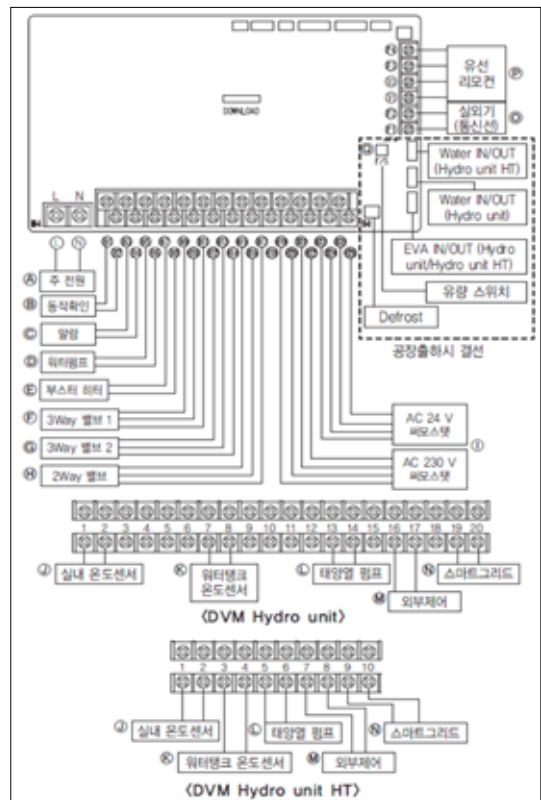 DOWNLOAD
유선
리모컨
Ⓟ
실외기
(통신선)
Ⓞ
Water IN/OUT
(Hydro unit HT)
Water IN/OUT
(Hydro unit)
EVA IN/OUT (Hydro
unit/Hydro unit HT)
유량 스위치
Defrost
공장출하시 결선
L N
Ⓛ Ⓝ
Ⓐ 주 전원
Ⓑ 동작확인
Ⓒ 알람
Ⓓ 워터펌프
Ⓔ 부스터 히터
Ⓕ 3Way 밸브 1
Ⓖ 3Way 밸브 2
Ⓗ 2Way 밸브
AC 24 V
써모스탯
Ⓘ
AC 230 V
써모스탯
1 2 3 4 5 6 7 8 9 10 11 12 13 14 15 16 17 18 19 20
Ⓙ 실내 온도센서
Ⓚ 워터탱크
온도센서
Ⓛ 태양열 펌프
Ⓜ 외부제어
Ⓝ 스마트그리드
〈DVM Hydro unit〉
1 2 3 4 5 6 7 8 9 10
Ⓙ 실내 온도센서
Ⓚ 워터탱크 온도센서
Ⓛ 태양열 펌프
Ⓜ 외부제어
Ⓝ 스마트그리드
〈DVM Hydro unit HT〉